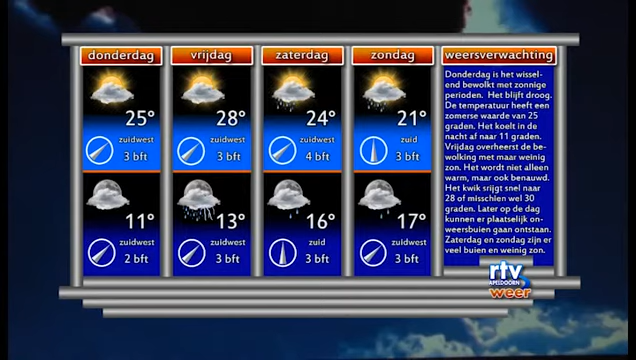 donderdag
25°
zuidwest
3 bft
11°
zuidwest
2 bft
vrijdag
28°
zuidwest
3 bft
13°
zuidwest
3 bft
zaterdag
24°
zuidwest
4 bft
16°
zuid
3 bft
zondag
21°
zuid
3 bft
17°
zuidwest
3 bft
weersverwachting
Donderdag is het wissel-
end bewolkt met zonnige
perioden. Het blijft droog.
De temperatuur heeft een
zomerse waarde van 25
graden. Het koelt in de
nacht af naar 11 graden.
Vrijdag overheerst de be-
wolking met maar weinig
zon. Het wordt niet alleen
warm, maar ook benauwd.
Het kwik srijgt snel naar
28 of misschien wel 30
graden. Later op de dag
kunnen er plaatselijk on-
weersbuien gaan ontstaan.
Zaterdag en zondag zijn er
veel buien en weinig zon.
rtv
APELDOORN
weer